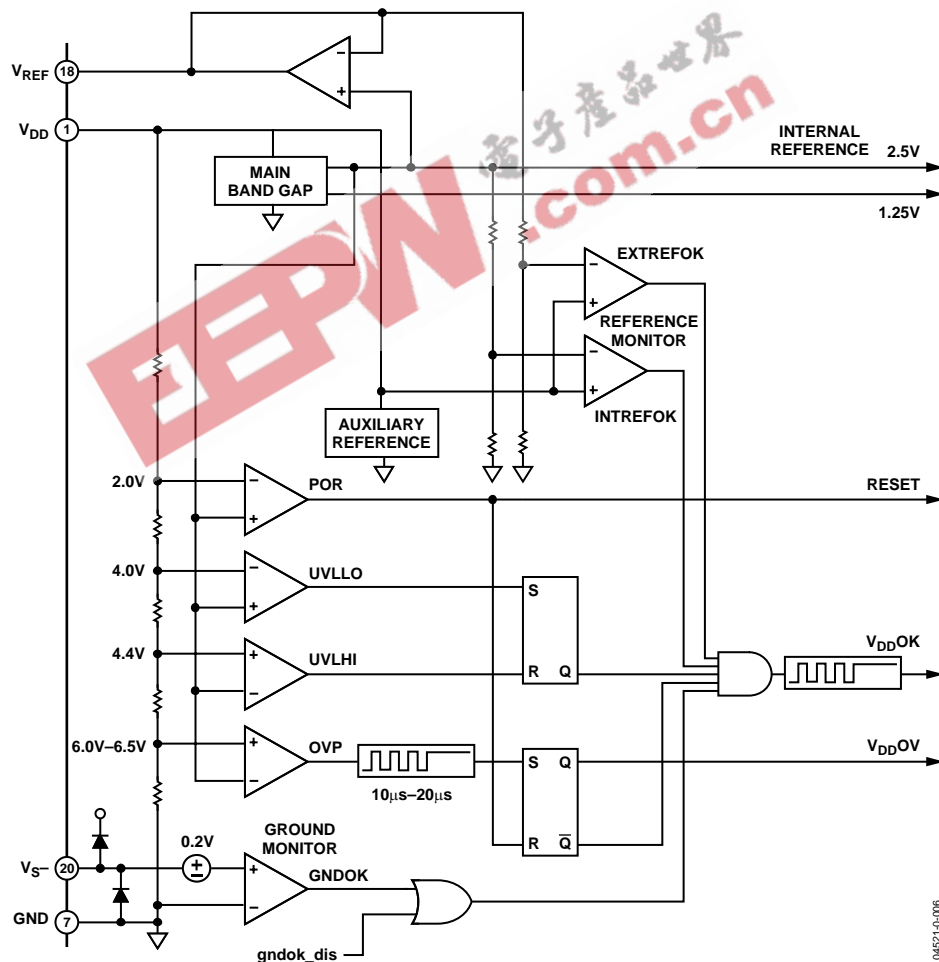 電子產品世界
EEPW.com.cn
VREF 18
VDD 1
INTERNAL
REFERENCE
2.5V
MAIN
BAND GAP
1.25V
−
+
EXTREFOK
−
+
REFERENCE
MONITOR
−
+
INTREFOK
AUXILIARY
REFERENCE
2.0V
−
+
POR
RESET
4.0V
−
+
UVLLO
S
4.4V
+
−
UVLHI
R Q
VDDOK
6.0V–6.5V
+
−
OVP
10μs–20μs
S Q
VDDOV
R Q̅
0.2V
±
GROUND
MONITOR
VS− 20
+
−
GNDOK
GND 7
gndok_dis
04521-0-006